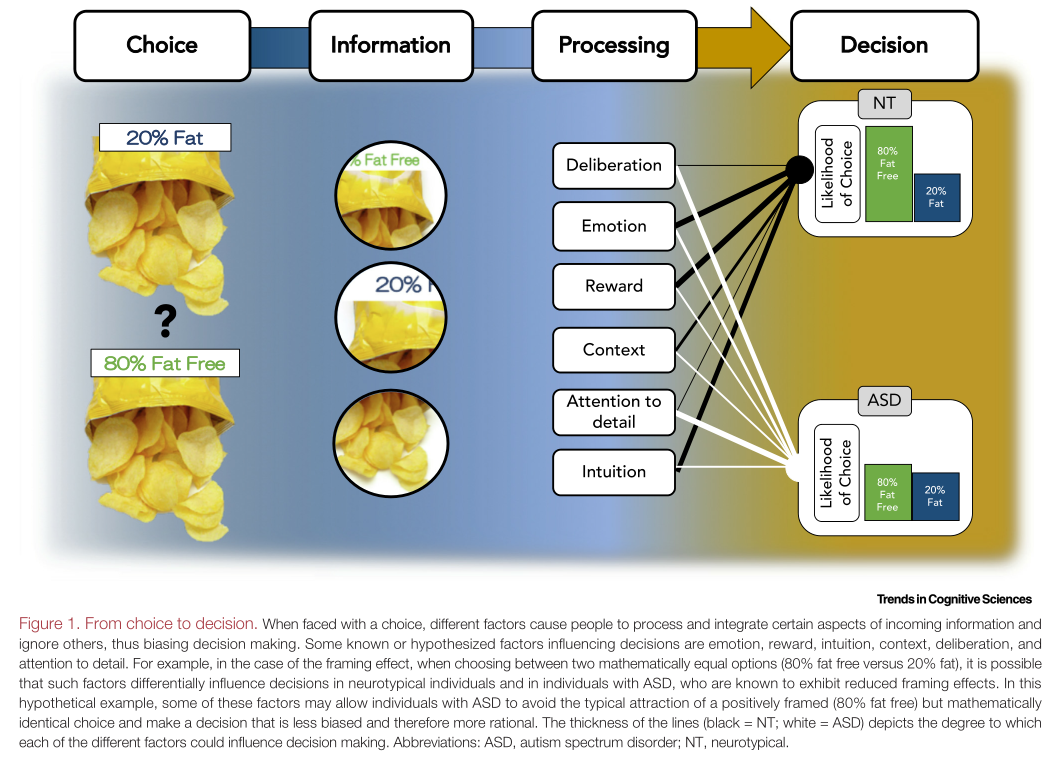 Choice
Information
Processing
Decision
20% Fat
?
80% Fat Free
% Fat Free
20% F
Deliberation
Emotion
Reward
Context
Attention to
detail
Intuition
NT
Likelihood
of Choice
80%
Fat
Free
20%
Fat
ASD
Likelihood
of Choice
80%
Fat
Free
20%
Fat
Trends in Cognitive Sciences
Figure 1. From choice to decision. When faced with a choice, different factors cause people to process and integrate certain aspects of incoming information and
ignore others, thus biasing decision making. Some known or hypothesized factors influencing decisions are emotion, reward, intuition, context, deliberation, and
attention to detail. For example, in the case of the framing effect, when choosing between two mathematically equal options (80% fat free versus 20% fat), it is possible
that such factors differentially influence decisions in neurotypical individuals and in individuals with ASD, who are known to exhibit reduced framing effects. In this
hypothetical example, some of these factors may allow individuals with ASD to avoid the typical attraction of a positively framed (80% fat free) but mathematically
identical choice and make a decision that is less biased and therefore more rational. The thickness of the lines (black = NT; white = ASD) depicts the degree to which
each of the different factors could influence decision making. Abbreviations: ASD, autism spectrum disorder; NT, neurotypical.